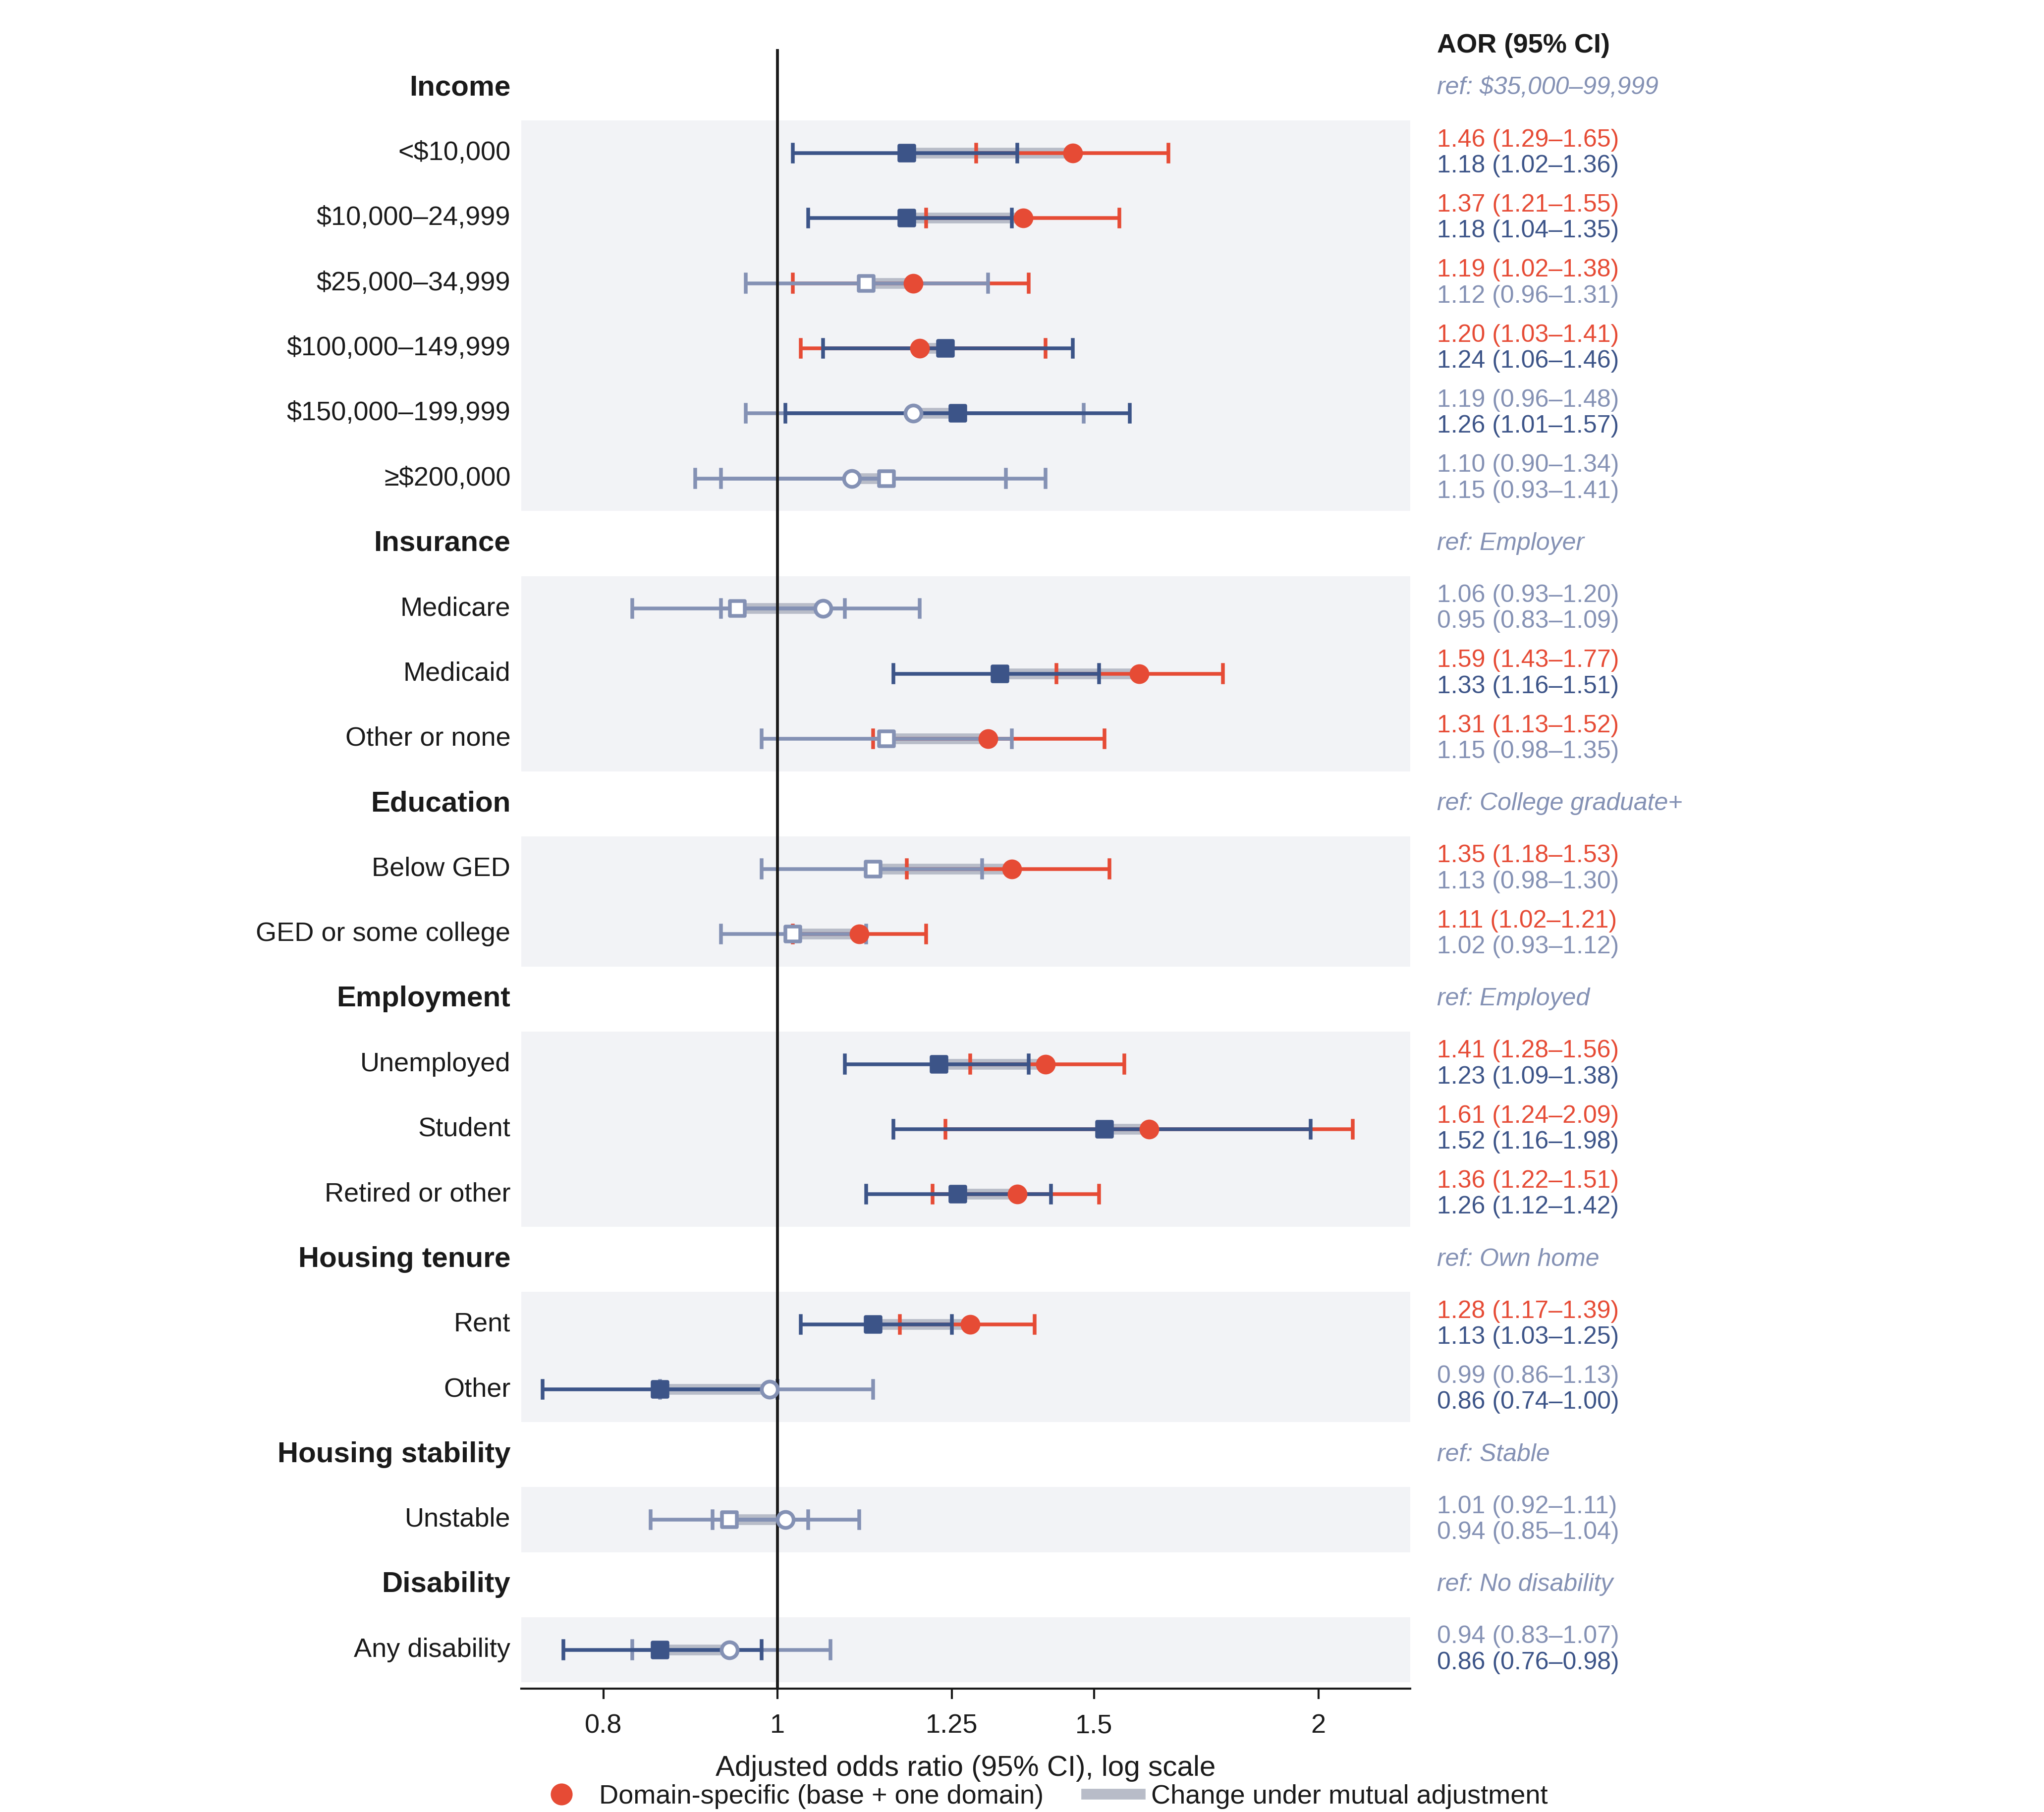 AOR (95% CI)
Income ref: $35,000–99,999
<$10,000 1.46 (1.29–1.65)
1.18 (1.02–1.36)
$10,000–24,999 1.37 (1.21–1.55)
1.18 (1.04–1.35)
$25,000–34,999 1.19 (1.02–1.38)
1.12 (0.96–1.31)
$100,000–149,999 1.20 (1.03–1.41)
1.24 (1.06–1.46)
$150,000–199,999 1.19 (0.96–1.48)
1.26 (1.01–1.57)
≥$200,000 1.10 (0.90–1.34)
1.15 (0.93–1.41)
Insurance ref: Employer
Medicare 1.06 (0.93–1.20)
0.95 (0.83–1.09)
Medicaid 1.59 (1.43–1.77)
1.33 (1.16–1.51)
Other or none 1.31 (1.13–1.52)
1.15 (0.98–1.35)
Education ref: College graduate+
Below GED 1.35 (1.18–1.53)
1.13 (0.98–1.30)
GED or some college 1.11 (1.02–1.21)
1.02 (0.93–1.12)
Employment ref: Employed
Unemployed 1.41 (1.28–1.56)
1.23 (1.09–1.38)
Student 1.61 (1.24–2.09)
1.52 (1.16–1.98)
Retired or other 1.36 (1.22–1.51)
1.26 (1.12–1.42)
Housing tenure ref: Own home
Rent 1.28 (1.17–1.39)
1.13 (1.03–1.25)
Other 0.99 (0.86–1.13)
0.86 (0.74–1.00)
Housing stability ref: Stable
Unstable 1.01 (0.92–1.11)
0.94 (0.85–1.04)
Disability ref: No disability
Any disability 0.94 (0.83–1.07)
0.86 (0.76–0.98)
0.8 1 1.25 1.5 2
Adjusted odds ratio (95% CI), log scale
Domain-specific (base + one domain) Change under mutual adjustment